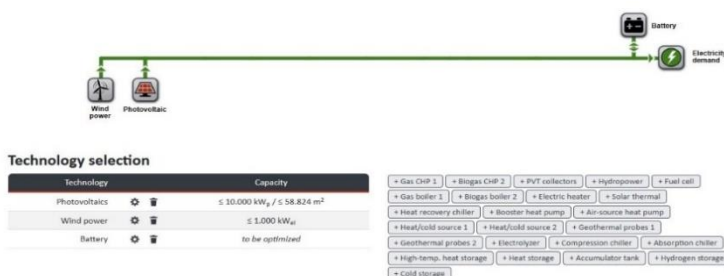 Battery
Electricity
demand
Wind
power
Photovoltaic
Technology selection
Technology Capacity
Photovoltaics ≤ 10.000 kWp / ≤ 58.824 m²
Wind power ≤ 1.000 kWel
Battery to be optimized
+ Gas CHP 1 + Biogas CHP 2 + PVT collectors + Hydropower + Fuel cell
+ Gas boiler 1 + Biogas boiler 2 + Electric heater + Solar thermal
+ Heat recovery chiller + Booster heat pump + Air-source heat pump
+ Heat/cold source 1 + Heat/cold source 2 + Geothermal probes 1
+ Geothermal probes 2 + Electrolyzer + Compression chiller + Absorption chiller
+ High-temp. heat storage + Heat storage + Accumulator tank + Hydrogen storage
+ Cold storage